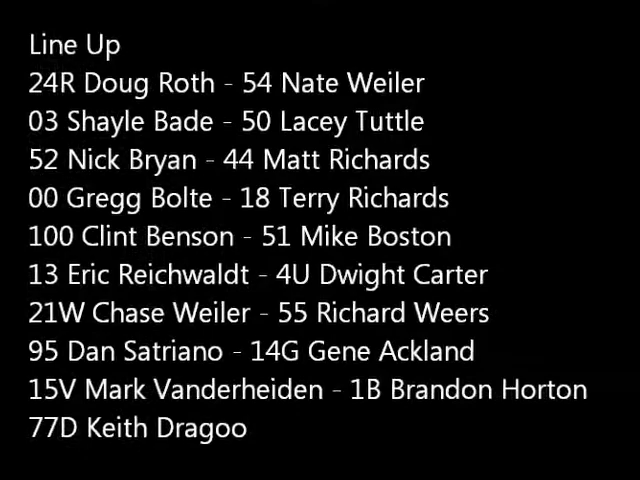 Line Up
24R Doug Roth - 54 Nate Weiler
03 Shayle Bade - 50 Lacey Tuttle
52 Nick Bryan - 44 Matt Richards
00 Gregg Bolte - 18 Terry Richards
100 Clint Benson - 51 Mike Boston
13 Eric Reichwaldt - 4U Dwight Carter
21W Chase Weiler - 55 Richard Weers
95 Dan Satriano - 14G Gene Ackland
15V Mark Vanderheiden - 1B Brandon Horton
77D Keith Dragoo